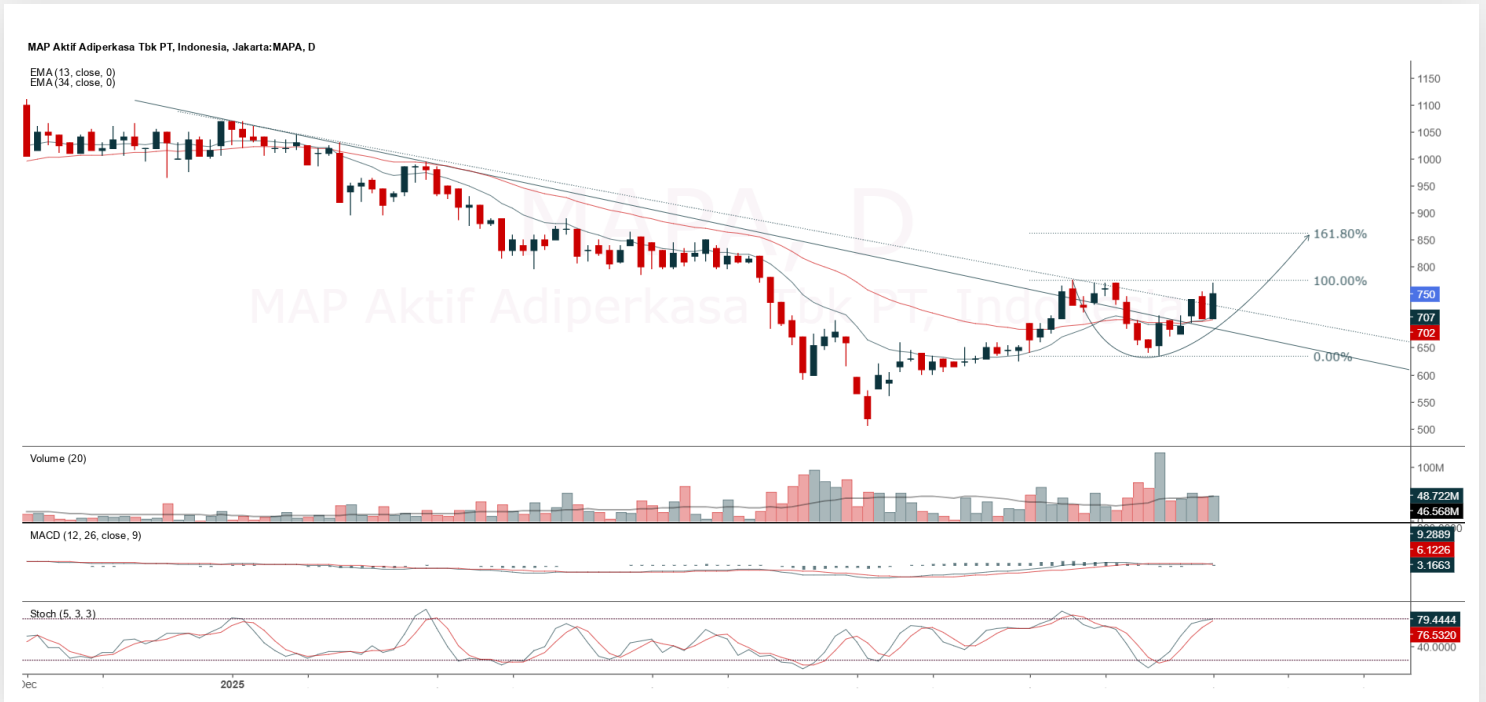 MAP Aktif Adiperkasa Tbk PT, Indonesia, Jakarta:MAPA, D
EMA (13, close, 0)
EMA (34, close, 0)
MAPA, D
MAP Aktif Adiperkasa Tbk PT, Indonesia
1150
1100
1050
1000
950
900
850
800
750
707
702
650
600
550
500
161.80%
100.00%
0.00%
Volume (20)
100M
48.722M
46.568M
MACD (12, 26, close, 9)
9.2889
6.1226
3.1663
Stoch (5, 3, 3)
79.4444
76.5320
40.0000
Dec
2025